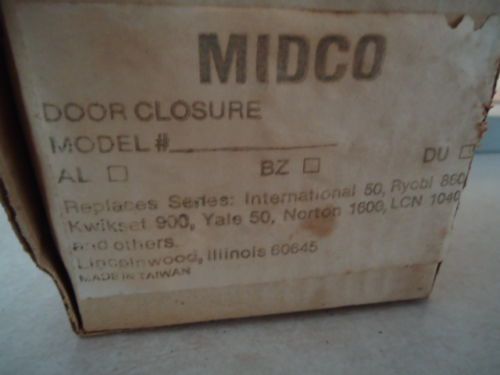 MIDCO
DOOR CLOSURE
MODEL #
AL □ BZ □ DU □
Replaces Series: International 50, Ryobi 860
Kwikset 900, Yale 50, Norton 1600, LCN 1040
and others.
Lincolnwood, Illinois 60645
MADE IN TAIWAN